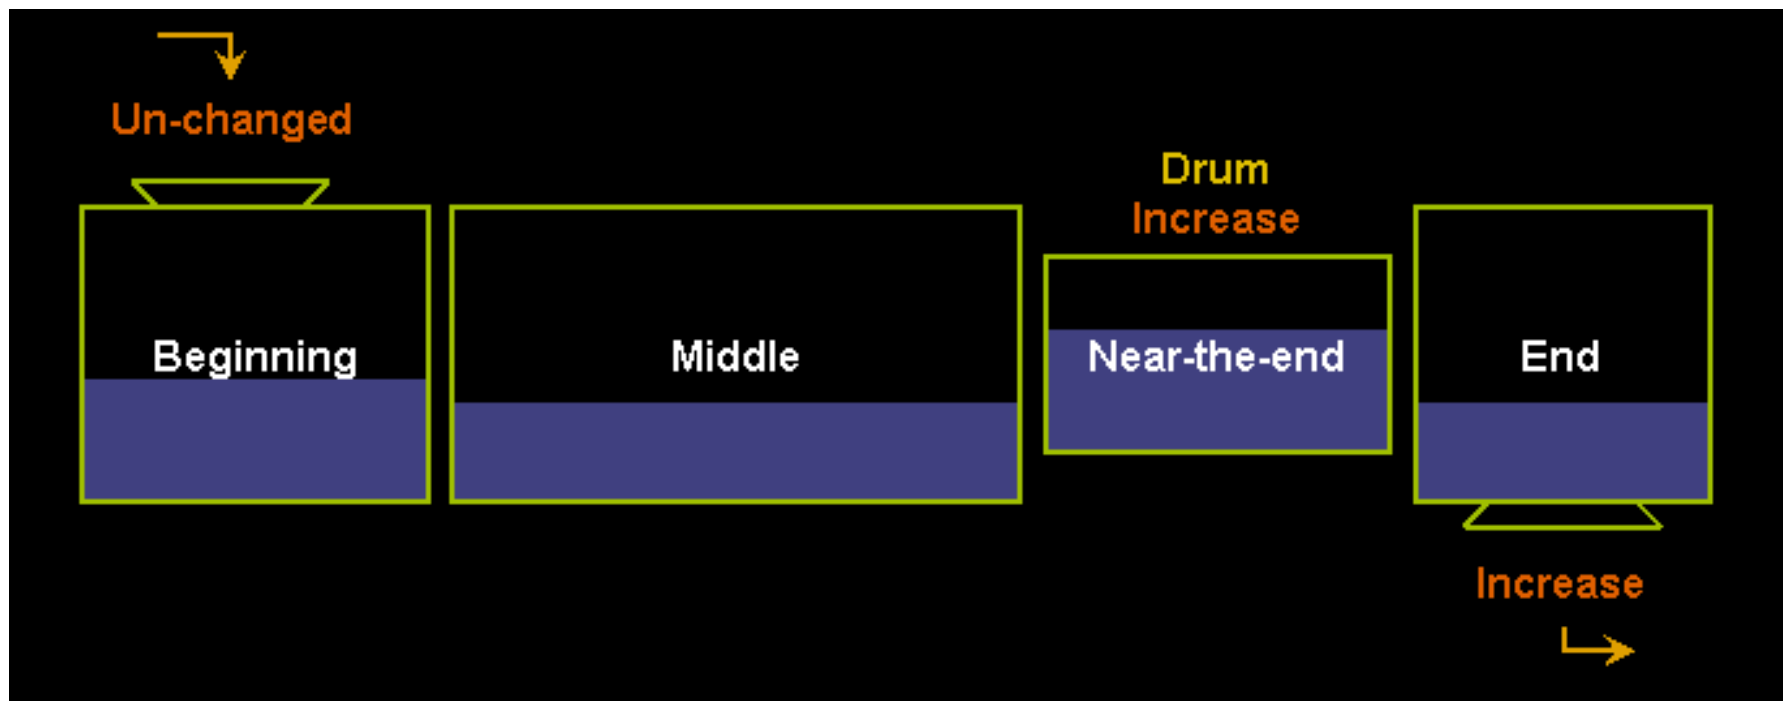 Un-changed
Drum
Increase
Beginning
Middle
Near-the-end
End
Increase